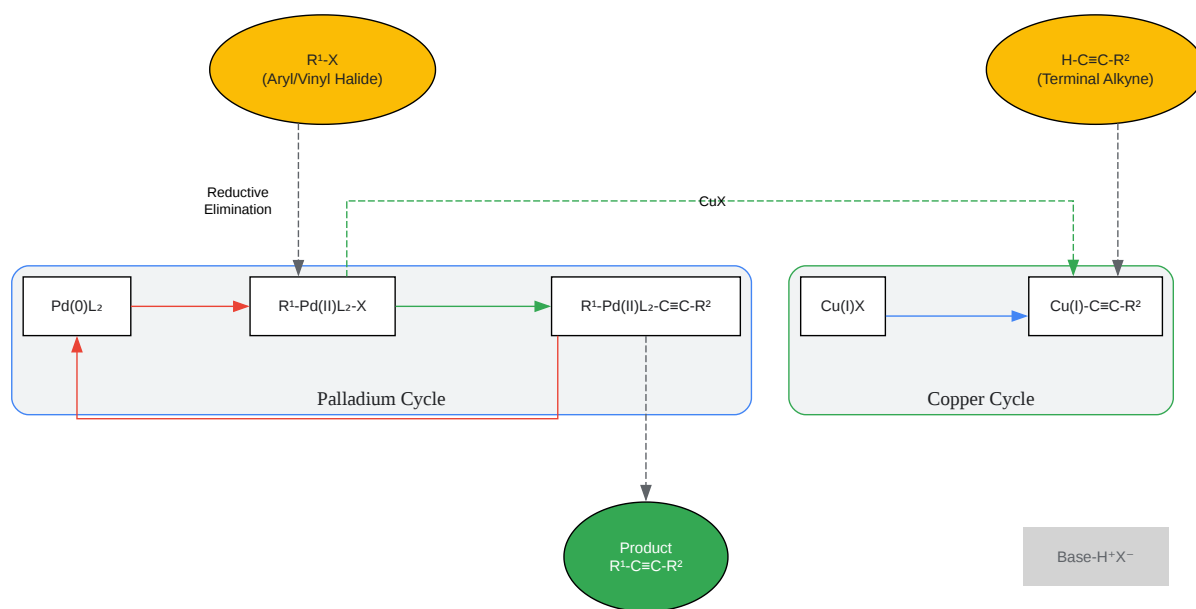 R¹-X
(Aryl/Vinyl Halide)
H-C≡C-R²
(Terminal Alkyne)
Reductive
Elimination
CuX
Pd(0)L₂
R¹-Pd(II)L₂-X
R¹-Pd(II)L₂-C≡C-R²
Cu(I)X
Cu(I)-C≡C-R²
Palladium Cycle
Copper Cycle
Product
R¹-C≡C-R²
Base-H⁺X⁻